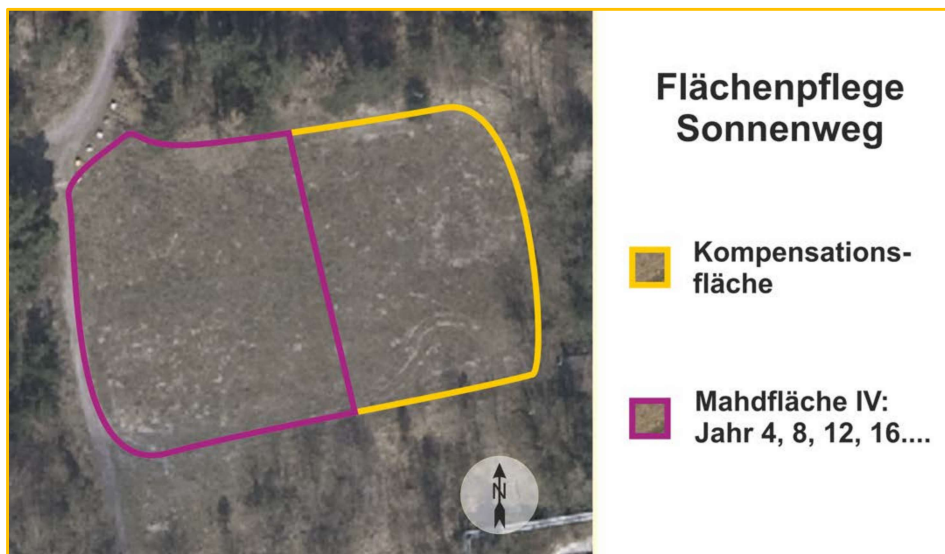 Flächenpflege
Sonnenweg
Kompensations-
fläche
Mahdfläche IV:
Jahr 4, 8, 12, 16....
N